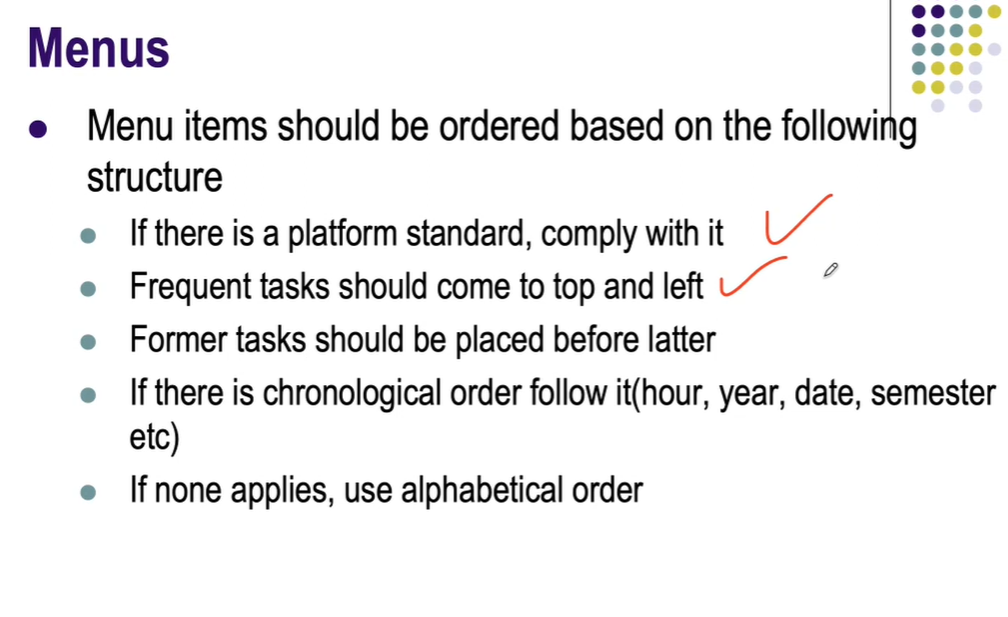 Menus
Menu items should be ordered based on the following
structure
If there is a platform standard, comply with it
Frequent tasks should come to top and left
Former tasks should be placed before latter
If there is chronological order follow it(hour, year, date, semester
etc)
If none applies, use alphabetical order